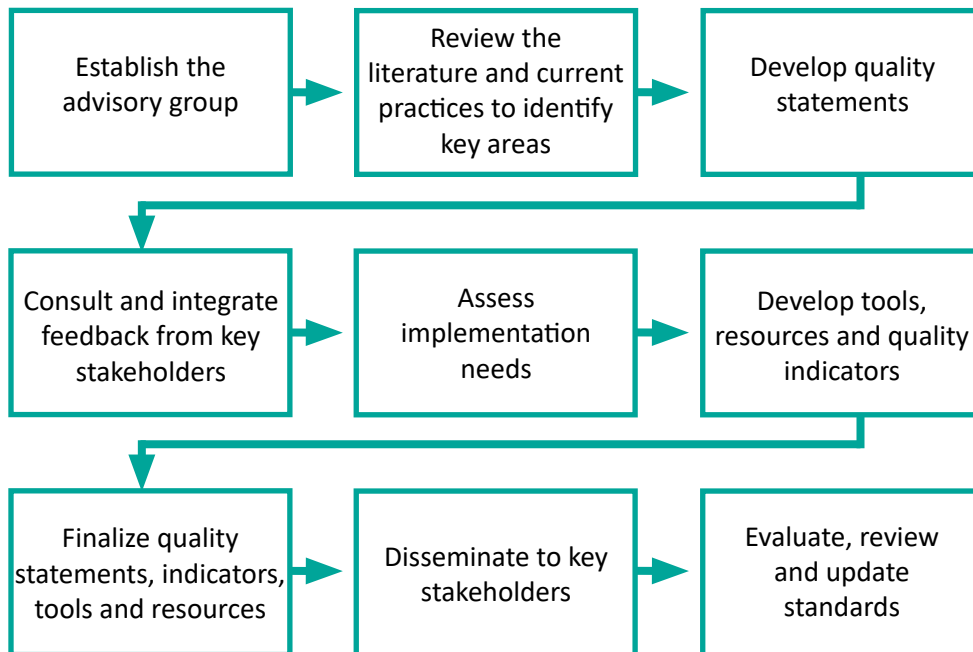 Establish the
advisory group
Review the
literature and current
practices to identify
key areas
Develop quality
statements
Consult and integrate
feedback from key
stakeholders
Assess
implementation
needs
Develop tools,
resources and quality
indicators
Finalize quality
statements, indicators,
tools and resources
Disseminate to key
stakeholders
Evaluate, review
and update
standards